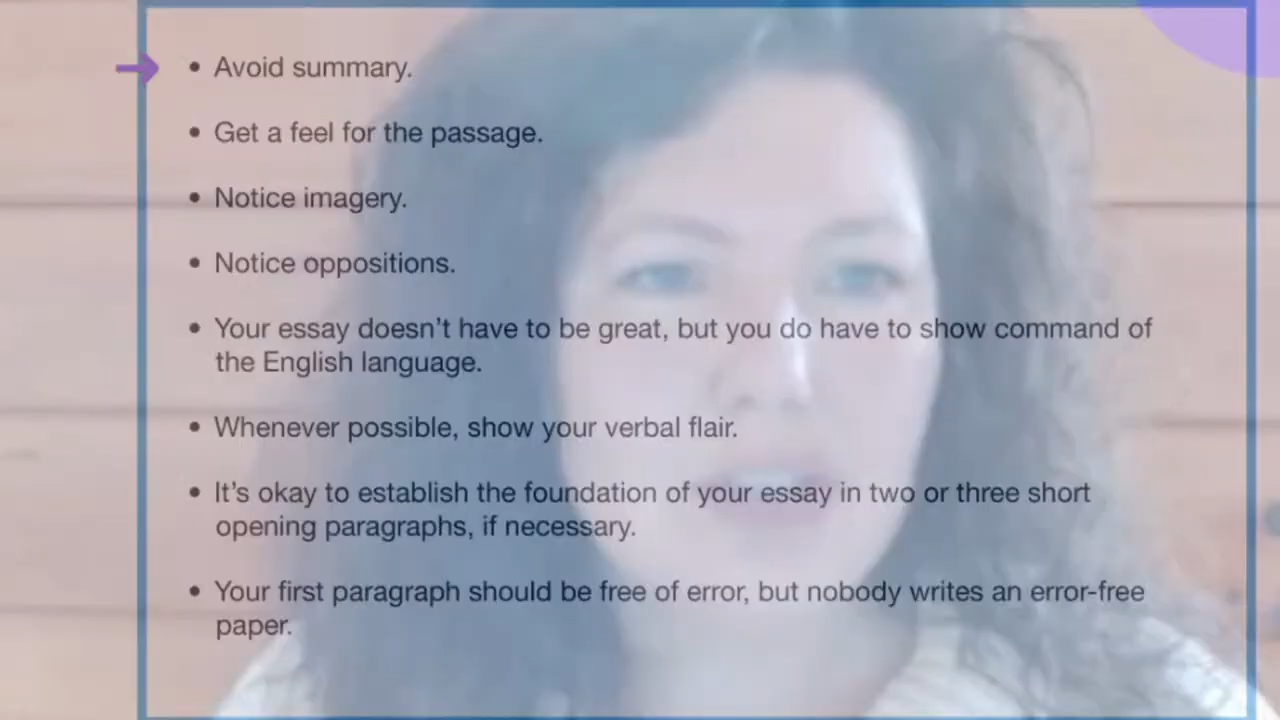 • Avoid summary.
• Get a feel for the passage.
• Notice imagery.
• Notice oppositions.
• Your essay doesn't have to be great, but you do have to show command of
the English language.
• Whenever possible, show your verbal flair.
• It's okay to establish the foundation of your essay in two or three short
opening paragraphs, if necessary.
• Your first paragraph should be free of error, but nobody writes an error-free
paper.